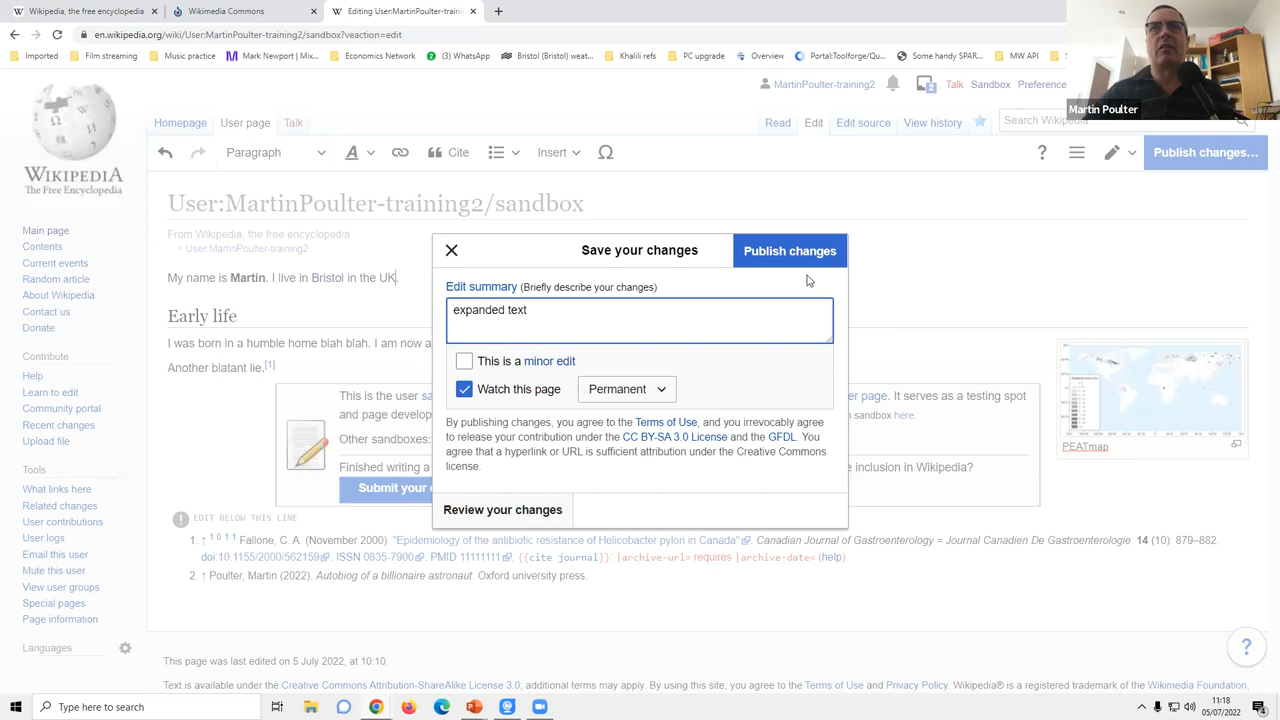 Wikipedia, the free encyclopedia
Wikimedia Commons
Editing User:MartinPoulter-traini
en.wikipedia.org/wiki/User:MartinPoulter-training2/sandbox?veaction=edit
Imported
Film streaming
Music practice
Mark Newport | Mix...
Economics Network
(3) WhatsApp
Bristol (Bristol) weat...
Khalili refs
PC upgrade
Overview
Portal:Toolforge/Qu...
Some handy SPAR...
MW API
Martin Poulter
MartinPoulter-training2
2
Talk
Sandbox
Preference
WIKIPEDIA
The Free Encyclopedia
Homepage
User page
Talk
Read
Edit
Edit source
View history
Search Wikipedia
Paragraph
A
Cite
Insert
Ω
?
Publish changes...
User:MartinPoulter-training2/sandbox
From Wikipedia, the free encyclopedia
< User:MartinPoulter-training2
My name is Martin. I live in Bristol in the UK.
Early life
I was born in a humble home blah blah. I am now a
Another blatant lie.[1]
This is the user sa
er page. It serves as a testing spot
and page develop
n sandbox here.
Other sandboxes:
Finished writing a
e inclusion in Wikipedia?
Submit your
PEATmap
Save your changes
Publish changes
Edit summary (Briefly describe your changes)
expanded text
This is a minor edit
Watch this page
Permanent
By publishing changes, you agree to the Terms of Use, and you irrevocably agree
to release your contribution under the CC BY-SA 3.0 License and the GFDL. You
agree that a hyperlink or URL is sufficient attribution under the Creative Commons
license.
Review your changes
EDIT BELOW THIS LINE
1. ↑ 1.0 1.1 Fallone, C. A. (November 2000). "Epidemiology of the antibiotic resistance of Helicobacter pylori in Canada". Canadian Journal of Gastroenterology = Journal Canadien De Gastroenterologie. 14 (10): 879–882.
doi:10.1155/2000/562159. ISSN 0835-7900. PMID 11111111. {{cite journal}}: |archive-url= requires |archive-date= (help)
2. ↑ Poulter, Martin (2022). Autobiog of a billionaire astronaut. Oxford university press.
Main page
Contents
Current events
Random article
About Wikipedia
Contact us
Donate
Contribute
Help
Learn to edit
Community portal
Recent changes
Upload file
Tools
What links here
Related changes
User contributions
User logs
Email this user
Mute this user
View user groups
Special pages
Page information
Languages
?
This page was last edited on 5 July 2022, at 10:10.
Text is available under the Creative Commons Attribution-ShareAlike License 3.0; additional terms may apply. By using this site, you agree to the Terms of Use and Privacy Policy. Wikipedia® is a registered trademark of the Wikimedia Foundation,
Type here to search
11:18
05/07/2022
4